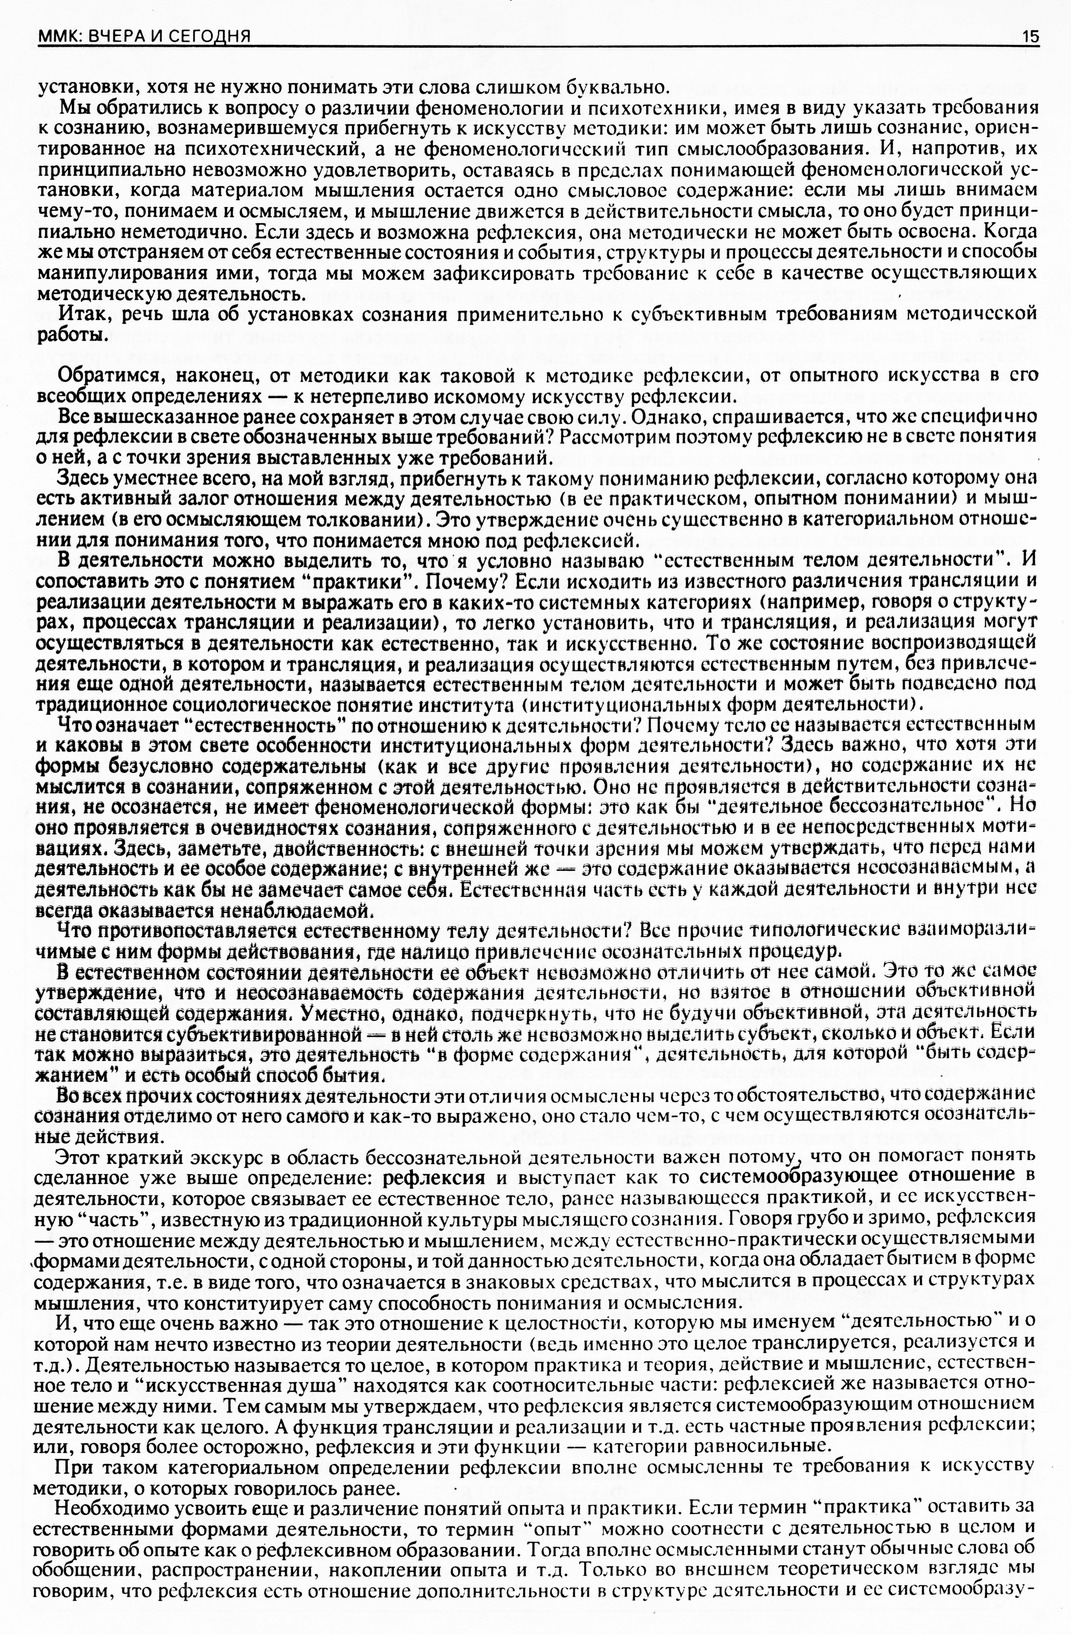 ММК: ВЧЕРА И СЕГОДНЯ 15
установки, хотя не нужно понимать эти слова слишком буквально.
Мы обратились к вопросу о различии феноменологии и психотехники, имея в виду указать требования
к сознанию, вознамерившемуся прибегнуть к искусству методики: им может быть лишь сознание, ориен-
тированное на психотехнический, а не феноменологический тип смыслообразования. И, напротив, их
принципиально невозможно удовлетворить, оставаясь в пределах понимающей феноменологической ус-
тановки, когда материалом мышления остается одно смысловое содержание: если мы лишь внимаем
чему-то, понимаем и осмысляем, и мышление движется в действительности смысла, то оно будет принци-
пиально неметодично. Если здесь и возможна рефлексия, она методически не может быть освоена. Когда
же мы отстраняем от себя естественные состояния и события, структуры и процессы деятельности и способы
манипулирования ими, тогда мы можем зафиксировать требование к себе в качестве осуществляющих
методическую деятельность.
Итак, речь шла об установках сознания применительно к субъективным требованиям методической
работы.
Обратимся, наконец, от методики как таковой к методике рефлексии, от опытного искусства в его
всеобщих определениях — к нетерпеливо искомому искусству рефлексии.
Все вышесказанное ранее сохраняет в этом случае свою силу. Однако, спрашивается, что же специфично
для рефлексии в свете обозначенных выше требований? Рассмотрим поэтому рефлексию не в свете понятия
о ней, а с точки зрения выставленных уже требований.
Здесь уместнее всего, на мой взгляд, прибегнуть к такому пониманию рефлексии, согласно которому она
есть активный залог отношения между деятельностью (в ее практическом, опытном понимании) и мыш-
лением (в его осмысляющем толковании). Это утверждение очень существенно в категориальном отноше-
нии для понимания того, что понимается мною под рефлексией.
В деятельности можно выделить то, что я условно называю “естественным телом деятельности”. И
сопоставить это с понятием “практики”. Почему? Если исходить из известного различения трансляции и
реализации деятельности м выражать его в каких-то системных категориях (например, говоря о структу-
рах, процессах трансляции и реализации), то легко установить, что и трансляция, и реализация могут
осуществляться в деятельности как естественно, так и искусственно. То же состояние воспроизводящей
деятельности, в котором и трансляция, и реализация осуществляются естественным путем, без привлече-
ния еще одной деятельности, называется естественным телом деятельности и может быть подведено под
традиционное социологическое понятие института (институциональных форм деятельности).
Что означает “естественность” по отношению к деятельности? Почему тело ее называется естественным
и каковы в этом свете особенности институциональных форм деятельности? Здесь важно, что хотя эти
формы безусловно содержательны (как и все другие проявления деятельности), но содержание их не
мыслится в сознании, сопряженном с этой деятельностью. Оно не проявляется в действительности созна-
ния, не осознается, не имеет феноменологической формы: это как бы “деятельное бессознательное”. Но
оно проявляется в очевидностях сознания, сопряженного с деятельностью и в ее непосредственных моти-
вациях. Здесь, заметьте, двойственность: с внешней точки зрения мы можем утверждать, что перед нами
деятельность и ее особое содержание; с внутренней же — это содержание оказывается неосознаваемым, а
деятельность как бы не замечает самое себя. Естественная часть есть у каждой деятельности и внутри нее
всегда оказывается ненаблюдаемой.
Что противопоставляется естественному телу деятельности? Все прочие типологические взаиморазли-
чимые с ним формы действования, где налицо привлечение осознательных процедур.
В естественном состоянии деятельности ее объект невозможно отличить от нее самой. Это то же самое
утверждение, что и неосознаваемость содержания деятельности, но взятое в отношении объективной
составляющей содержания. Уместно, однако, подчеркнуть, что не будучи объективной, эта деятельность
не становится субъективированной — в ней столь же невозможно выделить субъект, сколько и объект. Если
так можно выразиться, это деятельность “в форме содержания”, деятельность, для которой “быть содер-
жанием” и есть особый способ бытия.
Во всех прочих состояниях деятельности эти отличия осмыслены через то обстоятельство, что содержание
сознания отделимо от него самого и как-то выражено, оно стало чем-то, с чем осуществляются осознатель-
ные действия.
Этот краткий экскурс в область бессознательной деятельности важен потому, что он помогает понять
сделанное уже выше определение: рефлексия и выступает как то системообразующее отношение в
деятельности, которое связывает ее естественное тело, ранее называющееся практикой, и ее искусствен-
ную “часть”, известную из традиционной культуры мыслящего сознания. Говоря грубо и зримо, рефлексия
— это отношение между деятельностью и мышлением, между естественно-практически осуществляемыми
формами деятельности, с одной стороны, и той данностью деятельности, когда она обладает бытием в форме
содержания, т.е. в виде того, что означается в знаковых средствах, что мыслится в процессах и структурах
мышления, что конституирует саму способность понимания и осмысления.
И, что еще очень важно — так это отношение к целостности, которую мы именуем “деятельностью” и о
которой нам нечто известно из теории деятельности (ведь именно это целое транслируется, реализуется и
т.д.). Деятельностью называется то целое, в котором практика и теория, действие и мышление, естествен-
ное тело и “искусственная душа” находятся как соотносительные части: рефлексией же называется отно-
шение между ними. Тем самым мы утверждаем, что рефлексия является системообразующим отношением
деятельности как целого. А функция трансляции и реализации и т.д. есть частные проявления рефлексии;
или, говоря более осторожно, рефлексия и эти функции — категории равносильные.
При таком категориальном определении рефлексии вполне осмысленны те требования к искусству
методики, о которых говорилось ранее.
Необходимо усвоить еще и различение понятий опыта и практики. Если термин “практика” оставить за
естественными формами деятельности, то термин “опыт” можно соотнести с деятельностью в целом и
говорить об опыте как о рефлексивном образовании. Тогда вполне осмысленными станут обычные слова об
обобщении, распространении, накоплении опыта и т.д. Только во внешнем теоретическом взгляде мы
говорим, что рефлексия есть отношение дополнительности в структуре деятельности и ее системообразу-